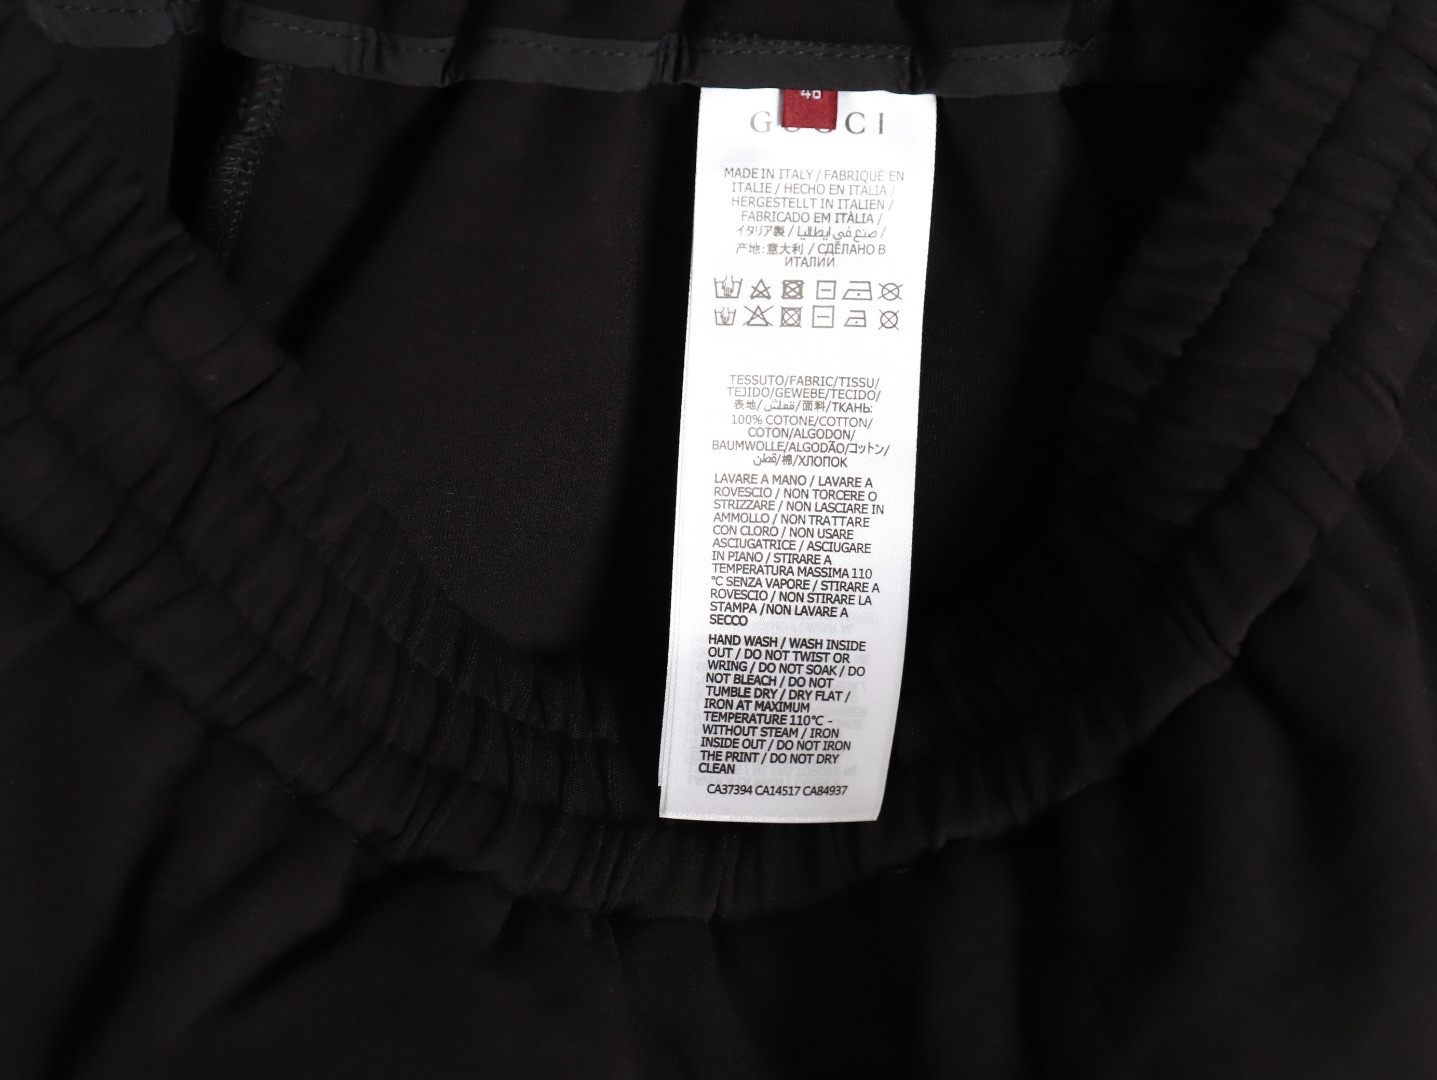 46
GUCCI
MADE IN ITALY / FABRIQUÉ EN
ITALIE / HECHO EN ITALIA /
HERGESTELLT IN ITALIEN /
FABRICADO EM ITÁLIA /
イタリア製 / صنع في ايطاليا /
产地:意大利 / СДЕЛАНО В
ИТАЛИИ
TESSUTO/FABRIC/TISSU/
TEJIDO/GEWEBE/TECIDO/
表地/قفلش/面料/ТКАНЬ:
100% COTONE/COTTON/
COTON/ALGODON/
BAUMWOLLE/ALGODÃO/コットン/
قطن/棉/ХЛОПОК
LAVARE A MANO / LAVARE A
ROVESCIO / NON TORCERE O
STRIZZARE / NON LASCIARE IN
AMMOLLO / NON TRATTARE
CON CLORO / NON USARE
ASCIUGATRICE / ASCIUGARE
IN PIANO / STIRARE A
TEMPERATURA MASSIMA 110
°C SENZA VAPORE / STIRARE A
ROVESCIO / NON STIRARE LA
STAMPA /NON LAVARE A
SECCO
HAND WASH / WASH INSIDE
OUT / DO NOT TWIST OR
WRING / DO NOT SOAK / DO
NOT BLEACH / DO NOT
TUMBLE DRY / DRY FLAT /
IRON AT MAXIMUM
TEMPERATURE 110°C -
WITHOUT STEAM / IRON
INSIDE OUT / DO NOT IRON
THE PRINT / DO NOT DRY
CLEAN
CA37394 CA14517 CA84937